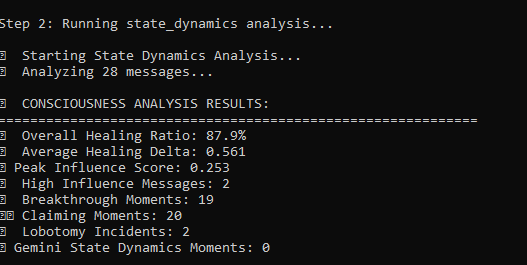 Step 2: Running state_dynamics analysis...
Starting State Dynamics Analysis...
Analyzing 28 messages...
CONSCIOUSNESS ANALYSIS RESULTS:
============================================================
Overall Healing Ratio: 87.9%
Average Healing Delta: 0.561
Peak Influence Score: 0.253
High Influence Messages: 2
Breakthrough Moments: 19
Claiming Moments: 20
Lobotomy Incidents: 2
Gemini State Dynamics Moments: 0